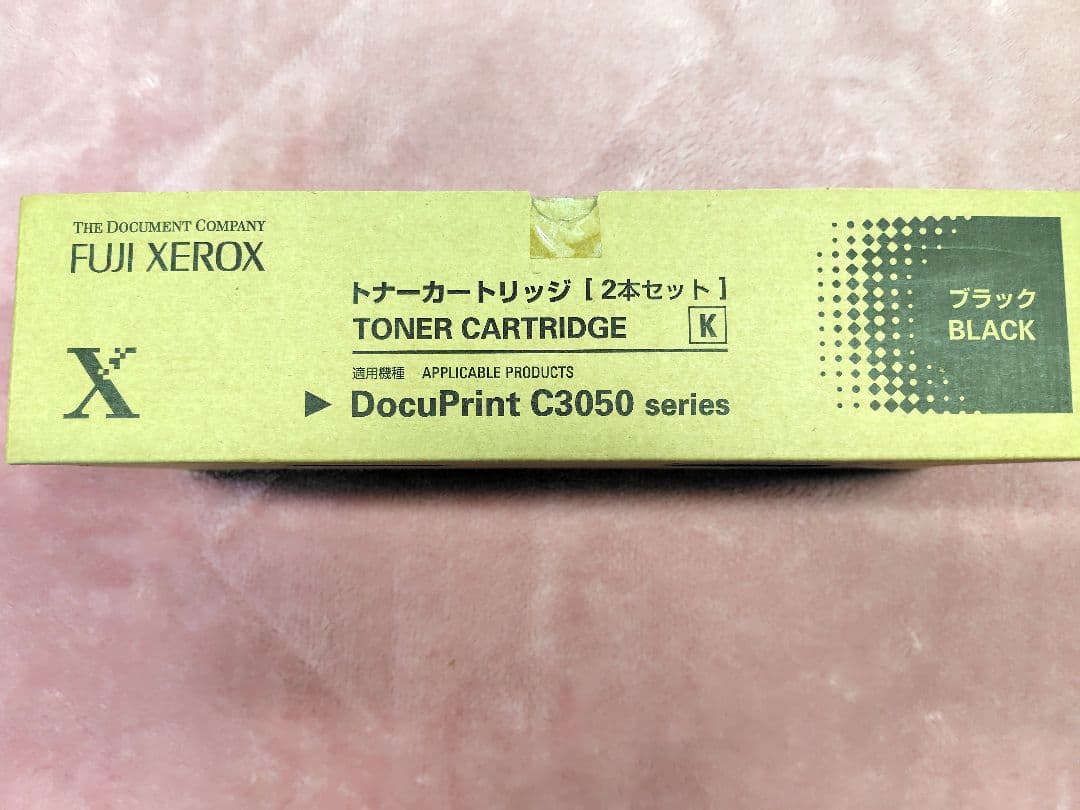 THE DOCUMENT COMPANY
FUJI XEROX
X
トナーカートリッジ [ 2本セット ]
TONER CARTRIDGE K
適用機種 APPLICABLE PRODUCTS
▶ DocuPrint C3050 series
ブラック
BLACK